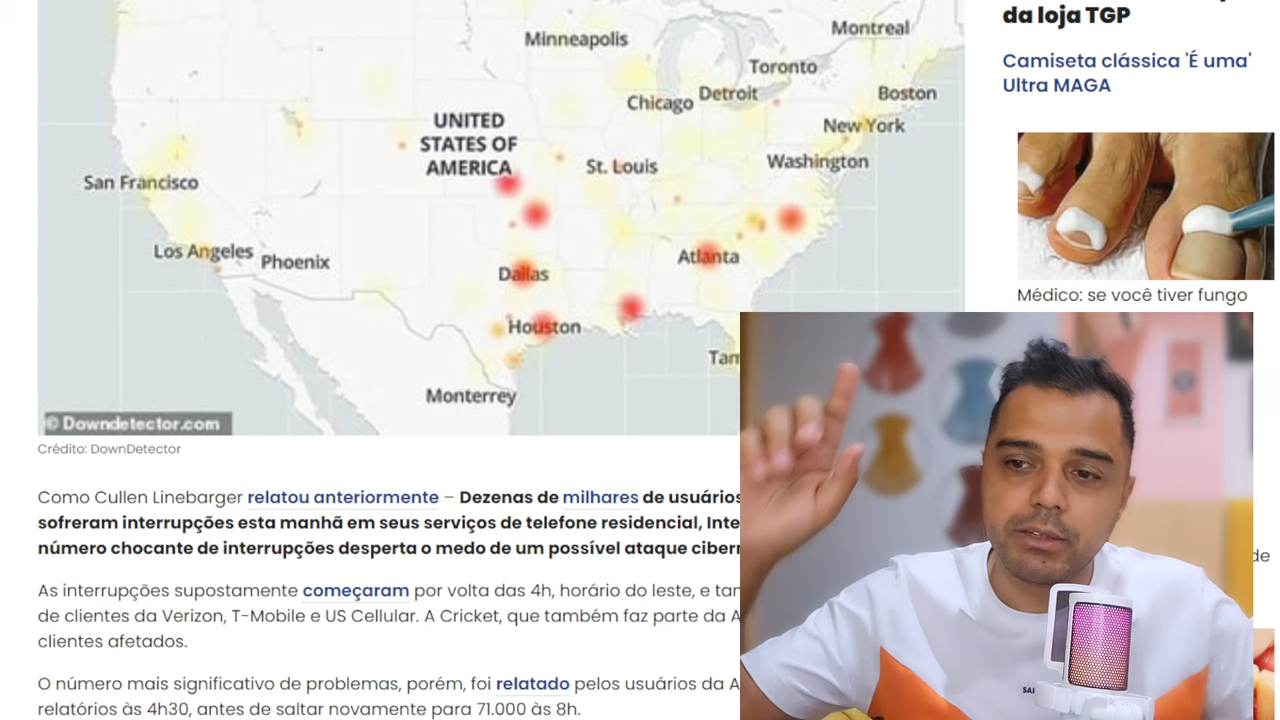 da loja TGP
Camiseta clássica 'É uma'
Ultra MAGA
Minneapolis
Montreal
Toronto
Chicago
Detroit
Boston
UNITED
STATES OF
AMERICA
New York
St. Louis
Washington
San Francisco
Los Angeles
Phoenix
Dallas
Atlanta
Houston
Monterrey
© Downdetector.com
Médico: se você tiver fungo
Crédito: DownDetector
Como Cullen Linebarger relatou anteriormente – Dezenas de milhares de usuários
sofreram interrupções esta manhã em seus serviços de telefone residencial,
número chocante de interrupções desperta o medo de um possível ataque
de
As interrupções supostamente começaram por volta das 4h, horário do leste, e
de clientes da Verizon, T-Mobile e US Cellular. A Cricket, que também faz parte da A
clientes afetados.
O número mais significativo de problemas, porém, foi relatado pelos usuários da A
relatórios às 4h30, antes de saltar novamente para 71.000 às 8h.